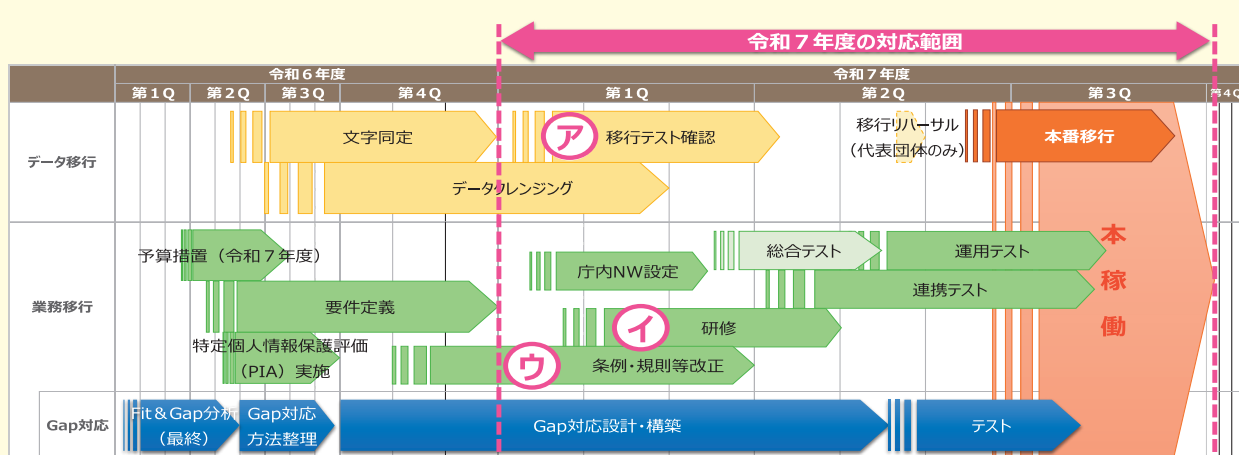 令和７年度の対応範囲
令和６年度
令和７年度
第１Ｑ
第２Ｑ
第３Ｑ
第４Ｑ
第１Ｑ
第２Ｑ
第３Ｑ
第４Ｑ
データ移行
文字同定
ア
移行テスト確認
移行リハーサル
（代表団体のみ）
本番移行
データクレンジング
業務移行
予算措置（令和７年度）
総合テスト
運用テスト
庁内NW設定
連携テスト
要件定義
イ
研修
特定個人情報保護評価
（PIA）実施
ウ
条例・規則等改正
本
稼
働
Gap対応
Fit＆Gap分析
（最終）
Gap対応
方法整理
Gap対応設計・構築
テスト